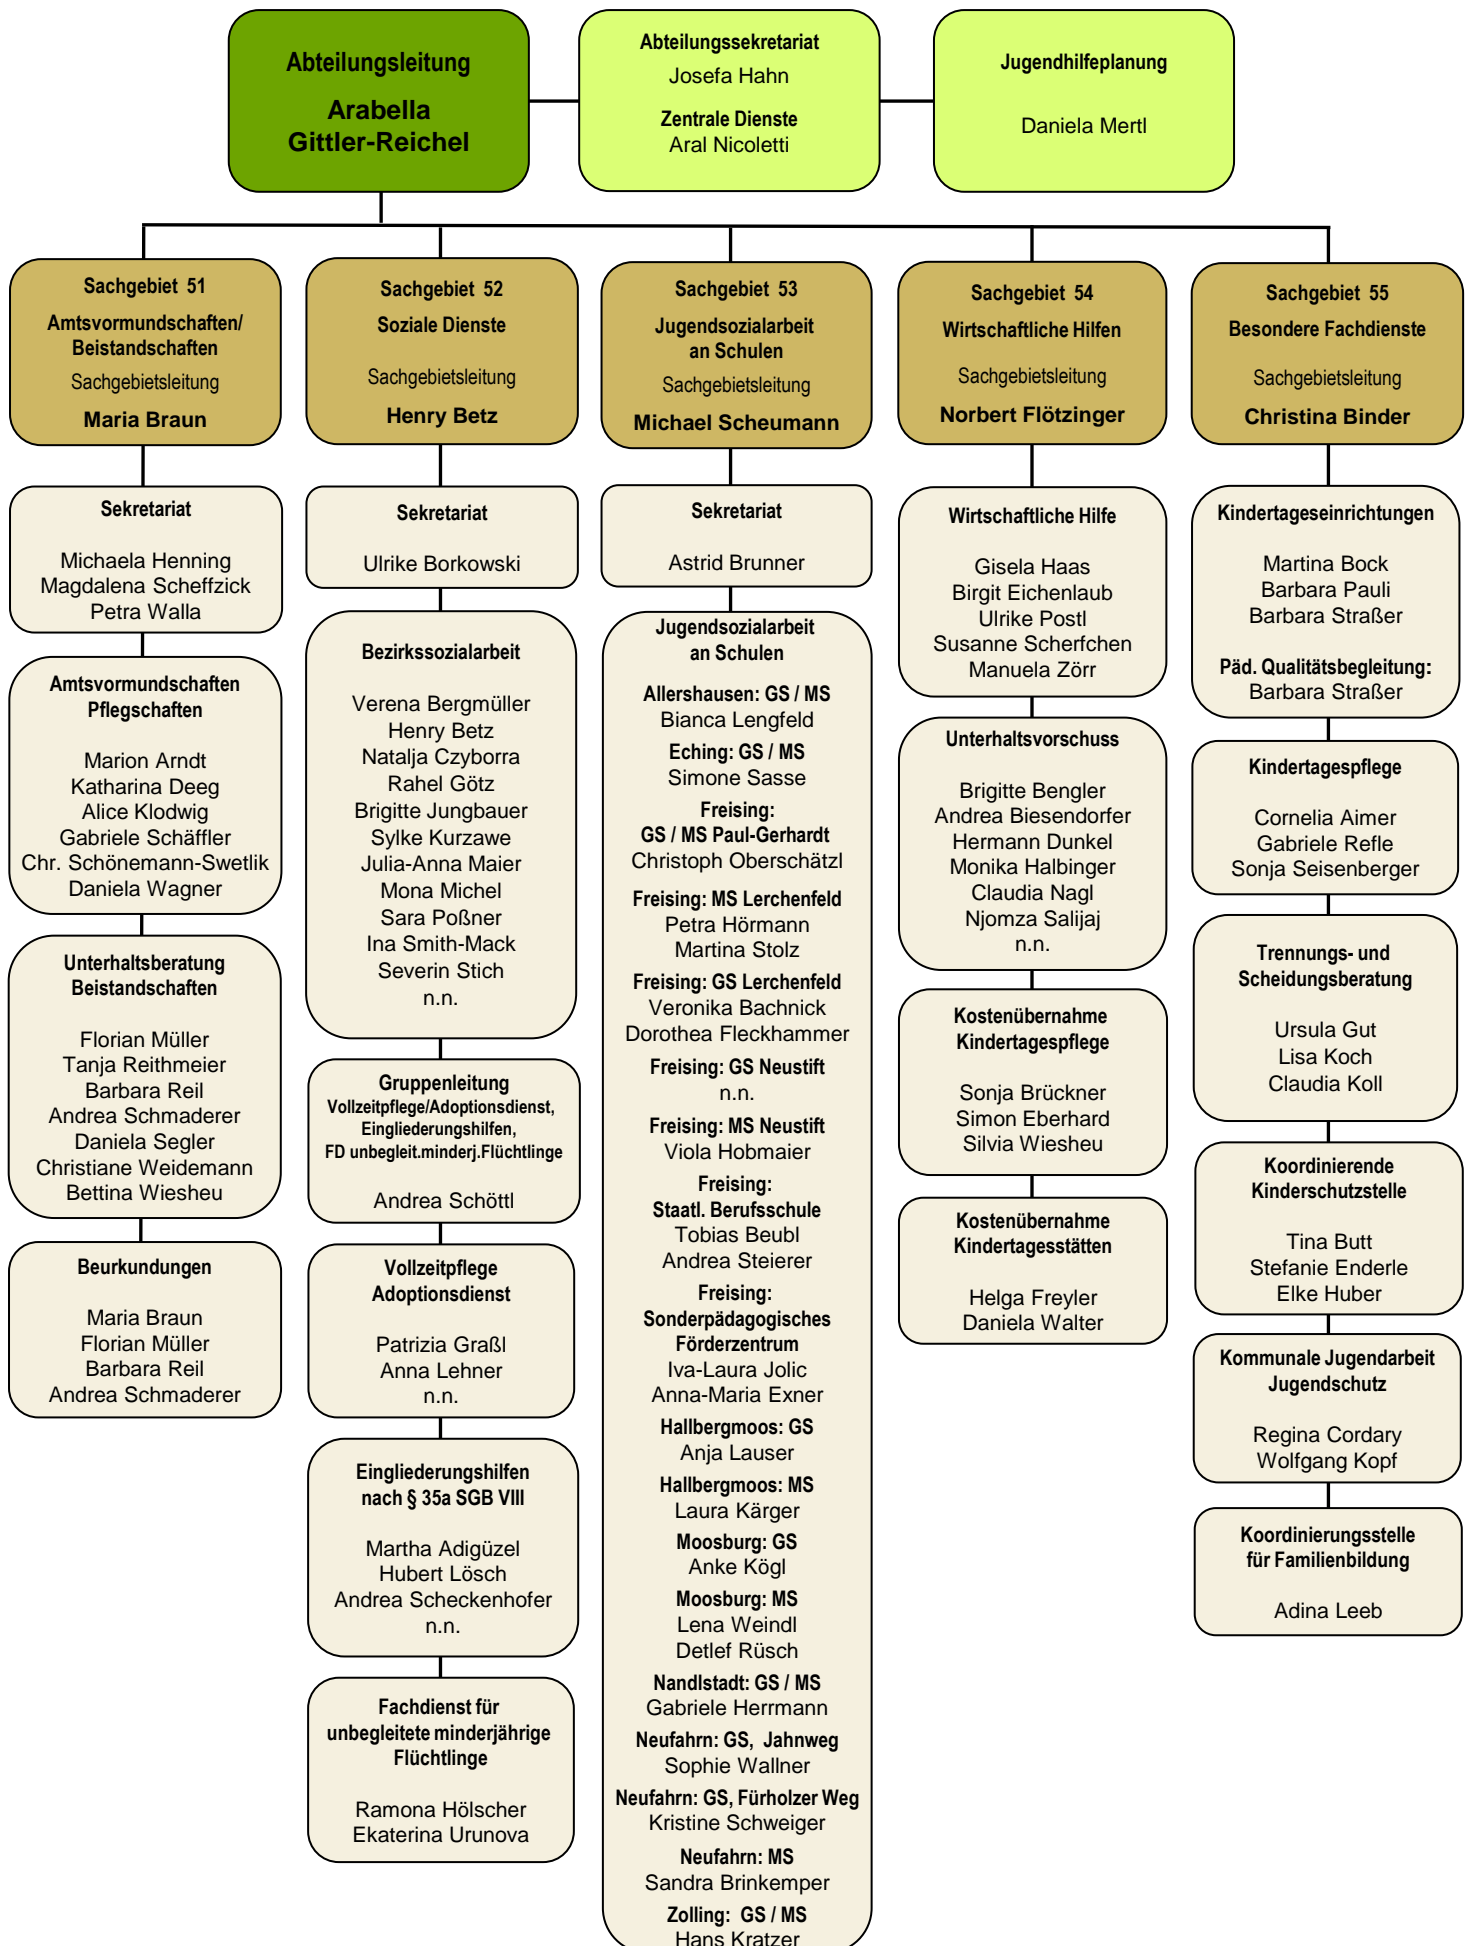 Abteilungsleitung
Arabella
Gittler-Reichel
Abteilungssekretariat
Josefa Hahn
Zentrale Dienste
Aral Nicoletti
Jugendhilfeplanung
Daniela Mertl
Sachgebiet 51
Amtsvormundschaften/
Beistandschaften
Sachgebietsleitung
Maria Braun
Sekretariat
Michaela Henning
Magdalena Scheffzick
Petra Walla
Amtsvormundschaften
Pflegschaften
Marion Arndt
Katharina Deeg
Alice Klodwig
Gabriele Schäffler
Chr. Schönemann-Swetlik
Daniela Wagner
Unterhaltsberatung
Beistandschaften
Florian Müller
Tanja Reithmeier
Barbara Reil
Andrea Schmaderer
Daniela Segler
Christiane Weidemann
Bettina Wiesheu
Beurkundungen
Maria Braun
Florian Müller
Barbara Reil
Andrea Schmaderer
Sachgebiet 52
Soziale Dienste
Sachgebietsleitung
Henry Betz
Sekretariat
Ulrike Borkowski
Bezirkssozialarbeit
Verena Bergmüller
Henry Betz
Natalja Czyborra
Rahel Götz
Brigitte Jungbauer
Sylke Kurzawe
Julia-Anna Maier
Mona Michel
Sara Poßner
Ina Smith-Mack
Severin Stich
n.n.
Gruppenleitung
Vollzeitpflege/Adoptionsdienst,
Eingliederungshilfen,
FD unbegleit.minderj.Flüchtlinge
Andrea Schöttl
Vollzeitpflege
Adoptionsdienst
Patrizia Graßl
Anna Lehner
n.n.
Eingliederungshilfen
nach § 35a SGB VIII
Martha Adigüzel
Hubert Lösch
Andrea Scheckenhofer
n.n.
Fachdienst für
unbegleitete minderjährige
Flüchtlinge
Ramona Hölscher
Ekaterina Urunova
Sachgebiet 53
Jugendsozialarbeit
an Schulen
Sachgebietsleitung
Michael Scheumann
Sekretariat
Astrid Brunner
Jugendsozialarbeit
an Schulen
Allershausen: GS / MS
Bianca Lengfeld
Eching: GS / MS
Simone Sasse
Freising:
GS / MS Paul-Gerhardt
Christoph Oberschätzl
Freising: MS Lerchenfeld
Petra Hörmann
Martina Stolz
Freising: GS Lerchenfeld
Veronika Bachnick
Dorothea Fleckhammer
Freising: GS Neustift
n.n.
Freising: MS Neustift
Viola Hobmaier
Freising:
Staatl. Berufsschule
Tobias Beubl
Andrea Steierer
Freising:
Sonderpädagogisches
Förderzentrum
Iva-Laura Jolic
Anna-Maria Exner
Hallbergmoos: GS
Anja Lauser
Hallbergmoos: MS
Laura Kärger
Moosburg: GS
Anke Kögl
Moosburg: MS
Lena Weindl
Detlef Rüsch
Nandlstadt: GS / MS
Gabriele Herrmann
Neufahrn: GS, Jahnweg
Sophie Wallner
Neufahrn: GS, Fürholzer Weg
Kristine Schweiger
Neufahrn: MS
Sandra Brinkemper
Zolling: GS / MS
Hans Kratzer
Sachgebiet 54
Wirtschaftliche Hilfen
Sachgebietsleitung
Norbert Flötzinger
Wirtschaftliche Hilfe
Gisela Haas
Birgit Eichenlaub
Ulrike Postl
Susanne Scherfchen
Manuela Zörr
Unterhaltsvorschuss
Brigitte Bengler
Andrea Biesendorfer
Hermann Dunkel
Monika Halbinger
Claudia Nagl
Njomza Salijaj
n.n.
Kostenübernahme
Kindertagespflege
Sonja Brückner
Simon Eberhard
Silvia Wiesheu
Kostenübernahme
Kindertagesstätten
Helga Freyler
Daniela Walter
Sachgebiet 55
Besondere Fachdienste
Sachgebietsleitung
Christina Binder
Kindertageseinrichtungen
Martina Bock
Barbara Pauli
Barbara Straßer
Päd. Qualitätsbegleitung:
Barbara Straßer
Kindertagespflege
Cornelia Aimer
Gabriele Refle
Sonja Seisenberger
Trennungs- und
Scheidungsberatung
Ursula Gut
Lisa Koch
Claudia Koll
Koordinierende
Kinderschutzstelle
Tina Butt
Stefanie Enderle
Elke Huber
Kommunale Jugendarbeit
Jugendschutz
Regina Cordary
Wolfgang Kopf
Koordinierungsstelle
für Familienbildung
Adina Leeb